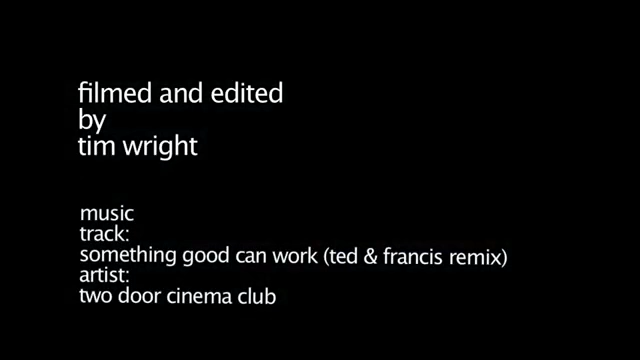 filmed and edited
by
tim wright
music
track:
something good can work (ted & francis remix)
artist:
two door cinema club